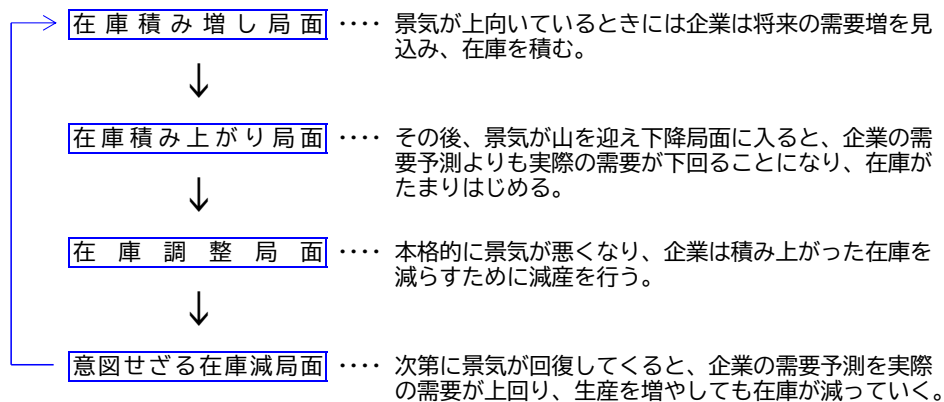 在庫積み増し局面 ････ 景気が上向いているときには企業は将来の需要増を見
込み、在庫を積む。
↓
在庫積み上がり局面 ････ その後、景気が山を迎え下降局面に入ると、企業の需
要予測よりも実際の需要が下回ることになり、在庫が
たまりはじめる。
↓
在庫調整局面 ････ 本格的に景気が悪くなり、企業は積み上がった在庫を
減らすために減産を行う。
↓
意図せざる在庫減局面 ････ 次第に景気が回復してくると、企業の需要予測を実際
の需要が上回り、生産を増やしても在庫が減っていく。